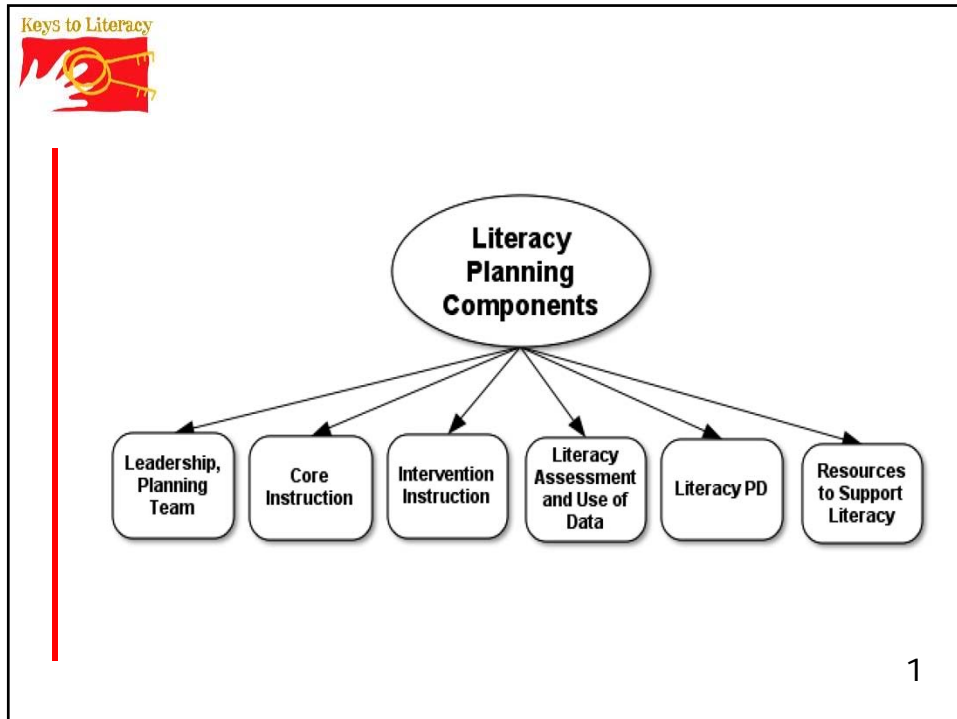 Keys to Literacy
Literacy
Planning
Components
Leadership,
Planning
Team
Core
Instruction
Intervention
Instruction
Literacy
Assessment
and Use of
Data
Literacy PD
Resources
to Support
Literacy
1